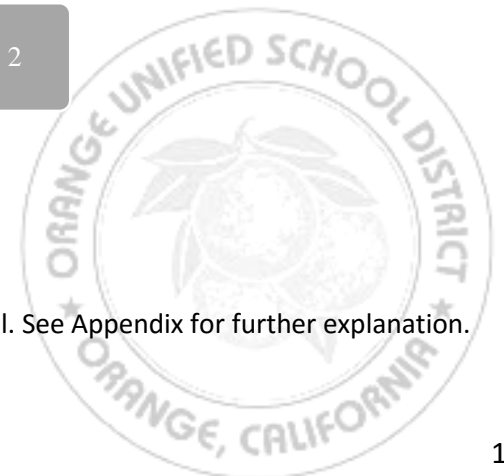 2
ORANGE UNIFIED SCHOOL DISTRICT
l. See Appendix for further explanation.
ORANGE, CALIFORNIA
1